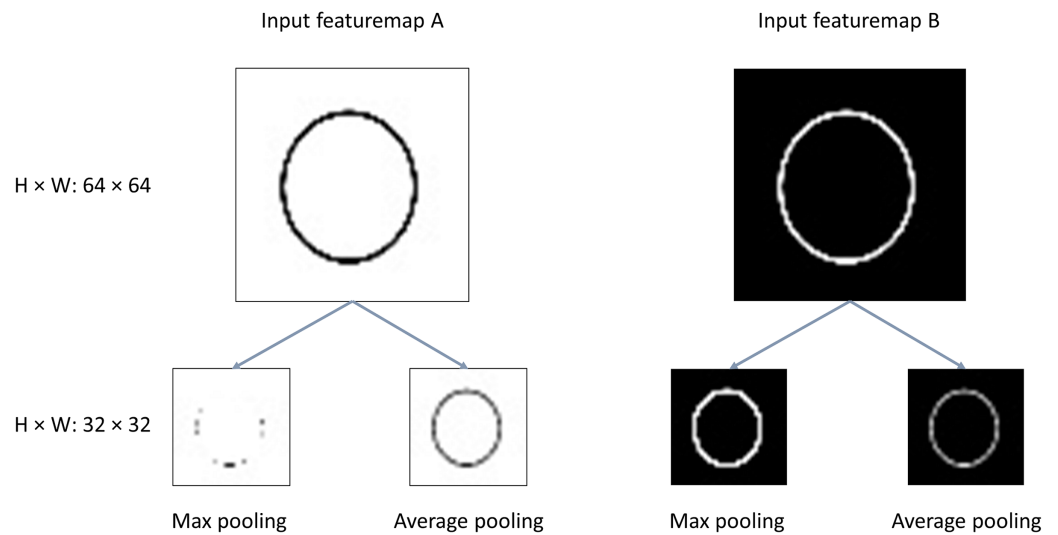 Input featuremap A
Input featuremap B
H × W: 64 × 64
H × W: 32 × 32
Max pooling
Average pooling
Max pooling
Average pooling